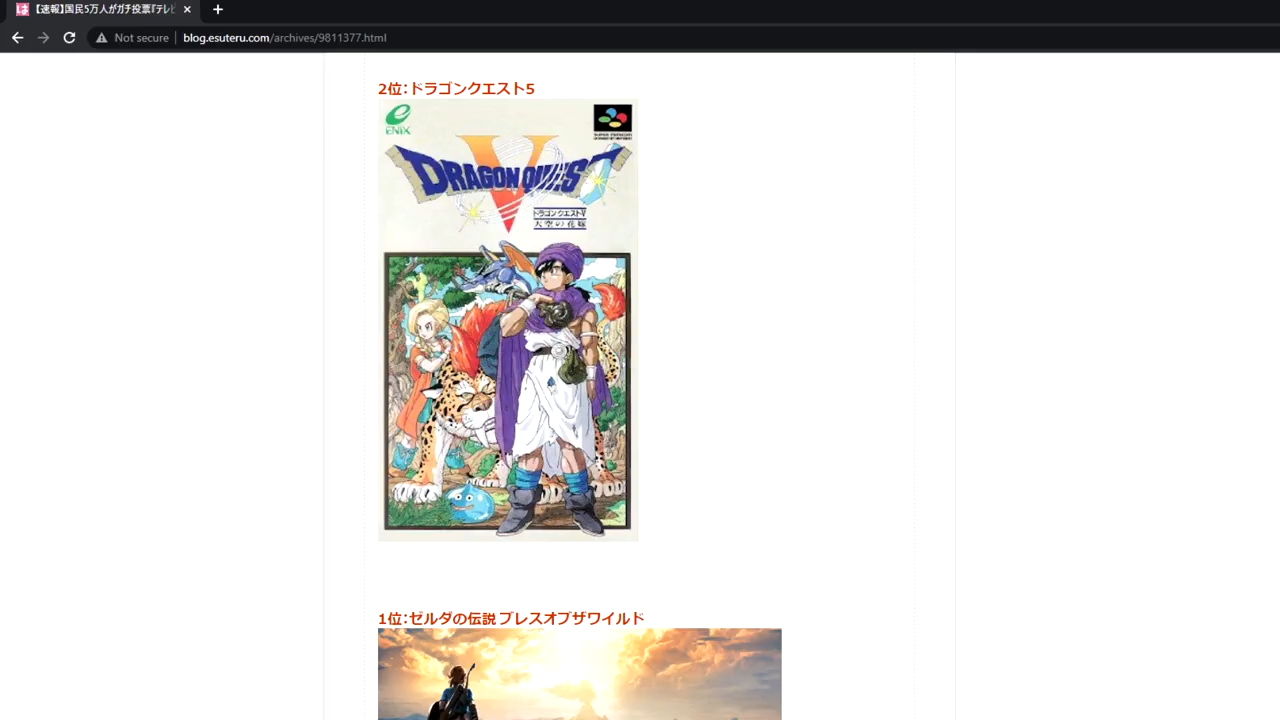 【速報】国民5万人がガチ投票『テレビ
Not secure
blog.esuteru.com/archives/9811377.html
2位：ドラゴンクエスト5
ENIX
V
DRAGON QUEST
ドラゴンクエストV
天空の花嫁
1位：ゼルダの伝説 ブレスオブザワイルド